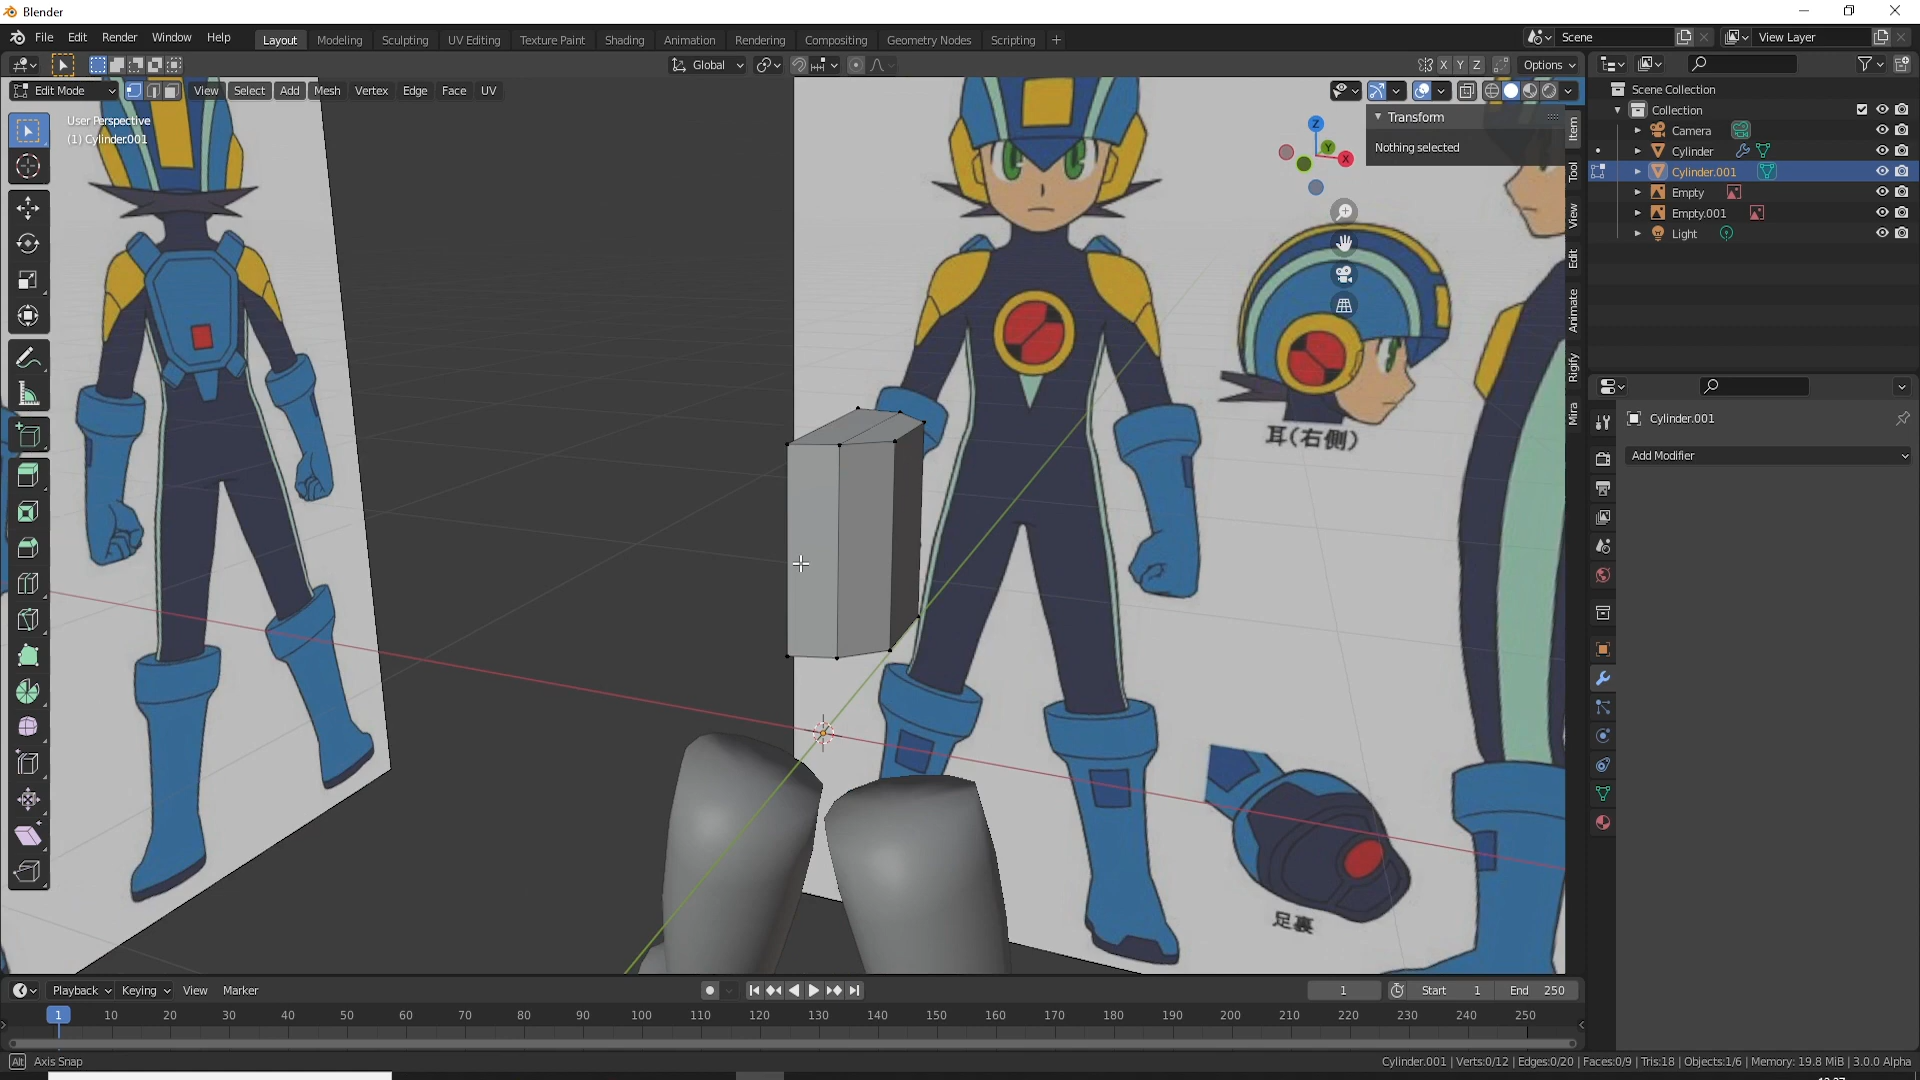 Blender
File Edit Render Window Help
Layout Modeling Sculpting UV Editing Texture Paint Shading Animation Rendering Compositing Geometry Nodes Scripting +
Scene
View Layer
Global
X Y Z
Options
Edit Mode
View Select Add Mesh Vertex Edge Face UV
User Perspective
(1) Cylinder.001
Z
Y
X
Transform
Nothing selected
Item
Tool
View
Edit
Animate
Rigify
Mira
耳(右側)
足裏
Scene Collection
Collection
Camera
Cylinder
Cylinder.001
Empty
Empty.001
Light
Cylinder.001
Add Modifier
Playback Keying View Marker
1
Start 1
End 250
1 10 20 30 40 50 60 70 80 90 100 110 120 130 140 150 160 170 180 190 200 210 220 230 240 250
Alt Axis Snap
Cylinder.001 | Verts:0/12 | Edges:0/20 | Faces:0/9 | Tris:18 | Objects:1/6 | Memory: 19.8 MiB | 3.0.0 Alpha